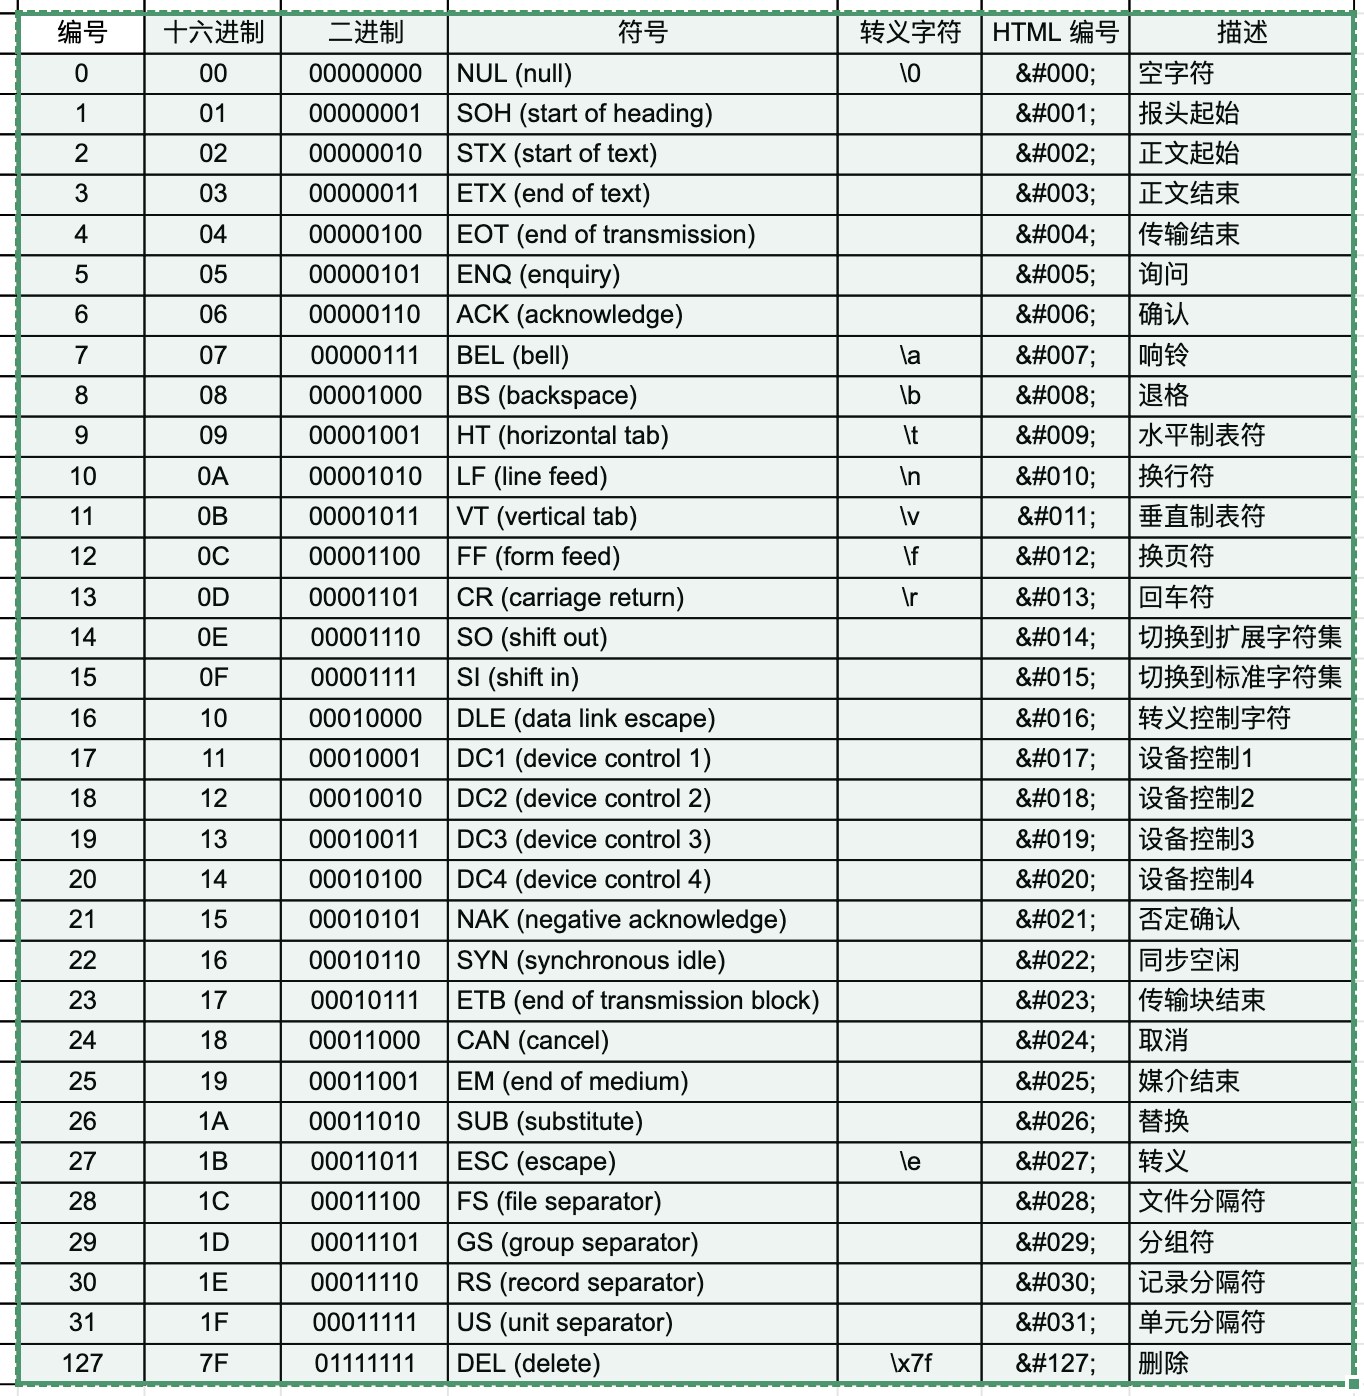 编号 十六进制 二进制 符号 转义字符 HTML 编号 描述
0 00 00000000 NUL (null) \0 &#000; 空字符
1 01 00000001 SOH (start of heading) &#001; 报头起始
2 02 00000010 STX (start of text) &#002; 正文起始
3 03 00000011 ETX (end of text) &#003; 正文结束
4 04 00000100 EOT (end of transmission) &#004; 传输结束
5 05 00000101 ENQ (enquiry) &#005; 询问
6 06 00000110 ACK (acknowledge) &#006; 确认
7 07 00000111 BEL (bell) \a &#007; 响铃
8 08 00001000 BS (backspace) \b &#008; 退格
9 09 00001001 HT (horizontal tab) \t &#009; 水平制表符
10 0A 00001010 LF (line feed) \n &#010; 换行符
11 0B 00001011 VT (vertical tab) \v &#011; 垂直制表符
12 0C 00001100 FF (form feed) \f &#012; 换页符
13 0D 00001101 CR (carriage return) \r &#013; 回车符
14 0E 00001110 SO (shift out) &#014; 切换到扩展字符集
15 0F 00001111 SI (shift in) &#015; 切换到标准字符集
16 10 00010000 DLE (data link escape) &#016; 转义控制字符
17 11 00010001 DC1 (device control 1) &#017; 设备控制1
18 12 00010010 DC2 (device control 2) &#018; 设备控制2
19 13 00010011 DC3 (device control 3) &#019; 设备控制3
20 14 00010100 DC4 (device control 4) &#020; 设备控制4
21 15 00010101 NAK (negative acknowledge) &#021; 否定确认
22 16 00010110 SYN (synchronous idle) &#022; 同步空闲
23 17 00010111 ETB (end of transmission block) &#023; 传输块结束
24 18 00011000 CAN (cancel) &#024; 取消
25 19 00011001 EM (end of medium) &#025; 媒介结束
26 1A 00011010 SUB (substitute) &#026; 替换
27 1B 00011011 ESC (escape) \e &#027; 转义
28 1C 00011100 FS (file separator) &#028; 文件分隔符
29 1D 00011101 GS (group separator) &#029; 分组符
30 1E 00011110 RS (record separator) &#030; 记录分隔符
31 1F 00011111 US (unit separator) &#031; 单元分隔符
127 7F 01111111 DEL (delete) \x7f &#127; 删除